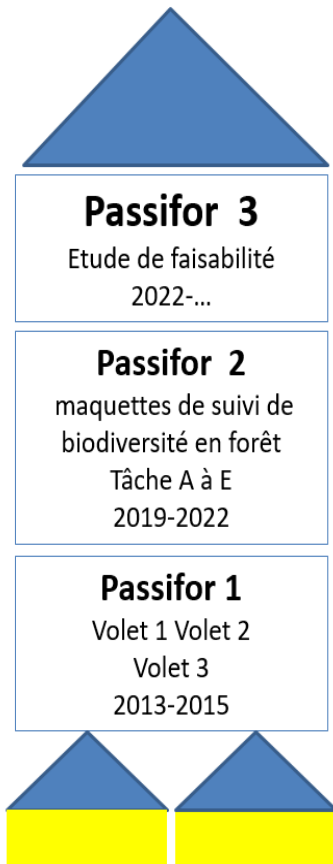 Passifor 3
Etude de faisabilité
2022-...
Passifor 2
maquettes de suivi de
biodiversité en forêt
Tâche A à E
2019-2022
Passifor 1
Volet 1 Volet 2
Volet 3
2013-2015